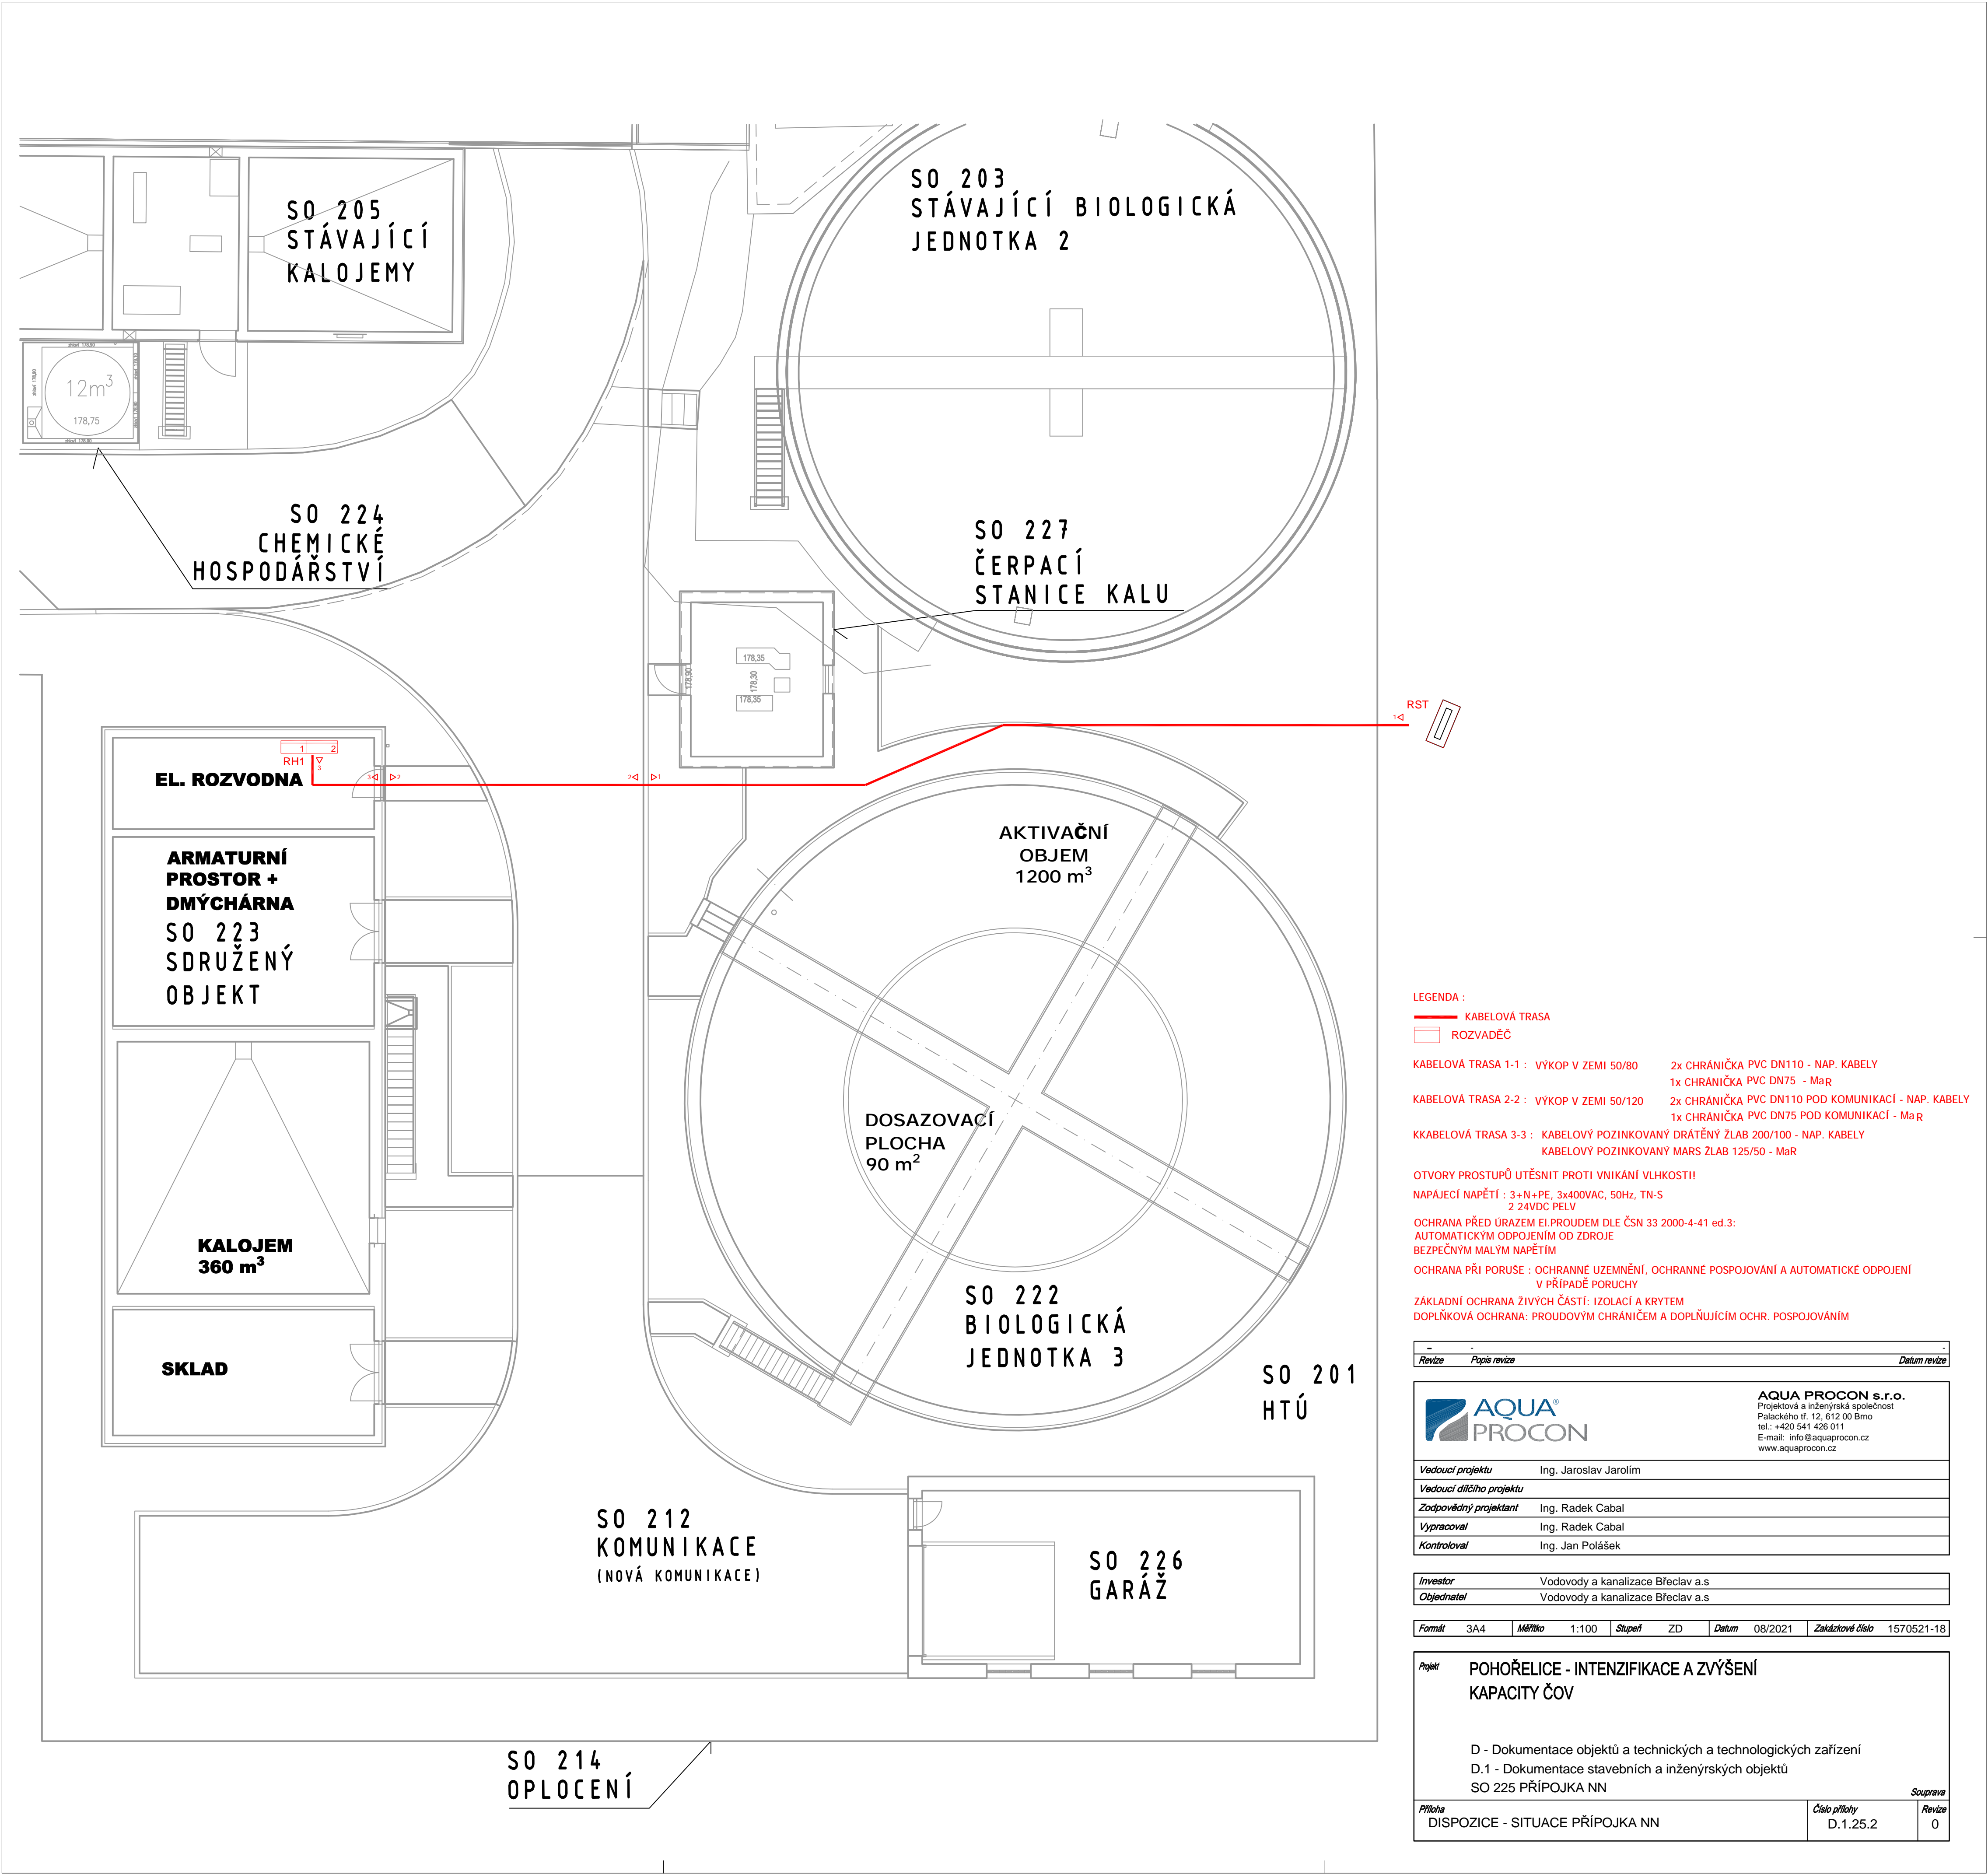 SO 203
STÁVAJÍCÍ BIOLOGICKÁ
JEDNOTKA 2
SO 205
STÁVAJÍCÍ
KALOJEMY
12m3
178,75
SO 224
CHEMICKÉ
HOSPODÁŘSTVÍ
SO 227
ČERPACÍ
STANICE KALU
178,35
178,30
178,90
178,35
RST
1
1 2
RH1
3
3 2
2 1
EL. ROZVODNA
ARMATURNÍ
PROSTOR +
DMÝCHÁRNA
SO 223
SDRUŽENÝ
OBJEKT
KALOJEM
360 m3
SKLAD
AKTIVAČNÍ
OBJEM
1200 m3
DOSAZOVACÍ
PLOCHA
90 m2
SO 222
BIOLOGICKÁ
JEDNOTKA 3
SO 201
HTÚ
SO 212
KOMUNIKACE
(NOVÁ KOMUNIKACE)
SO 226
GARÁŽ
SO 214
OPLOCENÍ
LEGENDA :
KABELOVÁ TRASA
ROZVADĚČ
KABELOVÁ TRASA 1-1 : VÝKOP V ZEMI 50/80 2x CHRÁNIČKA PVC DN110 - NAP. KABELY
1x CHRÁNIČKA PVC DN75 - MaR
KABELOVÁ TRASA 2-2 : VÝKOP V ZEMI 50/120 2x CHRÁNIČKA PVC DN110 POD KOMUNIKACÍ - NAP. KABELY
1x CHRÁNIČKA PVC DN75 POD KOMUNIKACÍ - MaR
KKABELOVÁ TRASA 3-3 : KABELOVÝ POZINKOVANÝ DRÁTĚNÝ ŽLAB 200/100 - NAP. KABELY
KABELOVÝ POZINKOVANÝ MARS ŽLAB 125/50 - MaR
OTVORY PROSTUPŮ UTĚSNIT PROTI VNIKÁNÍ VLHKOSTI!
NAPÁJECÍ NAPĚTÍ : 3+N+PE, 3x400VAC, 50Hz, TN-S
2 24VDC PELV
OCHRANA PŘED ÚRAZEM El.PROUDEM DLE ČSN 33 2000-4-41 ed.3:
AUTOMATICKÝM ODPOJENÍM OD ZDROJE
BEZPEČNÝM MALÝM NAPĚTÍM
OCHRANA PŘI PORUŠE : OCHRANNÉ UZEMNĚNÍ, OCHRANNÉ POSPOJOVÁNÍ A AUTOMATICKÉ ODPOJENÍ
V PŘÍPADĚ PORUCHY
ZÁKLADNÍ OCHRANA ŽIVÝCH ČÁSTÍ: IZOLACÍ A KRYTEM
DOPLŇKOVÁ OCHRANA: PROUDOVÝM CHRÁNIČEM A DOPLŇUJÍCÍM OCHR. POSPOJOVÁNÍM
- - -
Revize Popis revize Datum revize
AQUA®
PROCON
AQUA PROCON s.r.o.
Projektová a inženýrská společnost
Palackého tř. 12, 612 00 Brno
tel.: +420 541 426 011
E-mail: info@aquaprocon.cz
www.aquaprocon.cz
Vedoucí projektu Ing. Jaroslav Jarolím
Vedoucí dílčího projektu
Zodpovědný projektant Ing. Radek Cabal
Vypracoval Ing. Radek Cabal
Kontroloval Ing. Jan Polášek
Investor Vodovody a kanalizace Břeclav a.s
Objednatel Vodovody a kanalizace Břeclav a.s
Formát 3A4 Měřítko 1:100 Stupeň ZD Datum 08/2021 Zakázkové číslo 1570521-18
Projekt POHOŘELICE - INTENZIFIKACE A ZVÝŠENÍ
KAPACITY ČOV
D - Dokumentace objektů a technických a technologických zařízení
D.1 - Dokumentace stavebních a inženýrských objektů
SO 225 PŘÍPOJKA NN
Souprava
Příloha Číslo přílohy Revize
DISPOZICE - SITUACE PŘÍPOJKA NN D.1.25.2 0